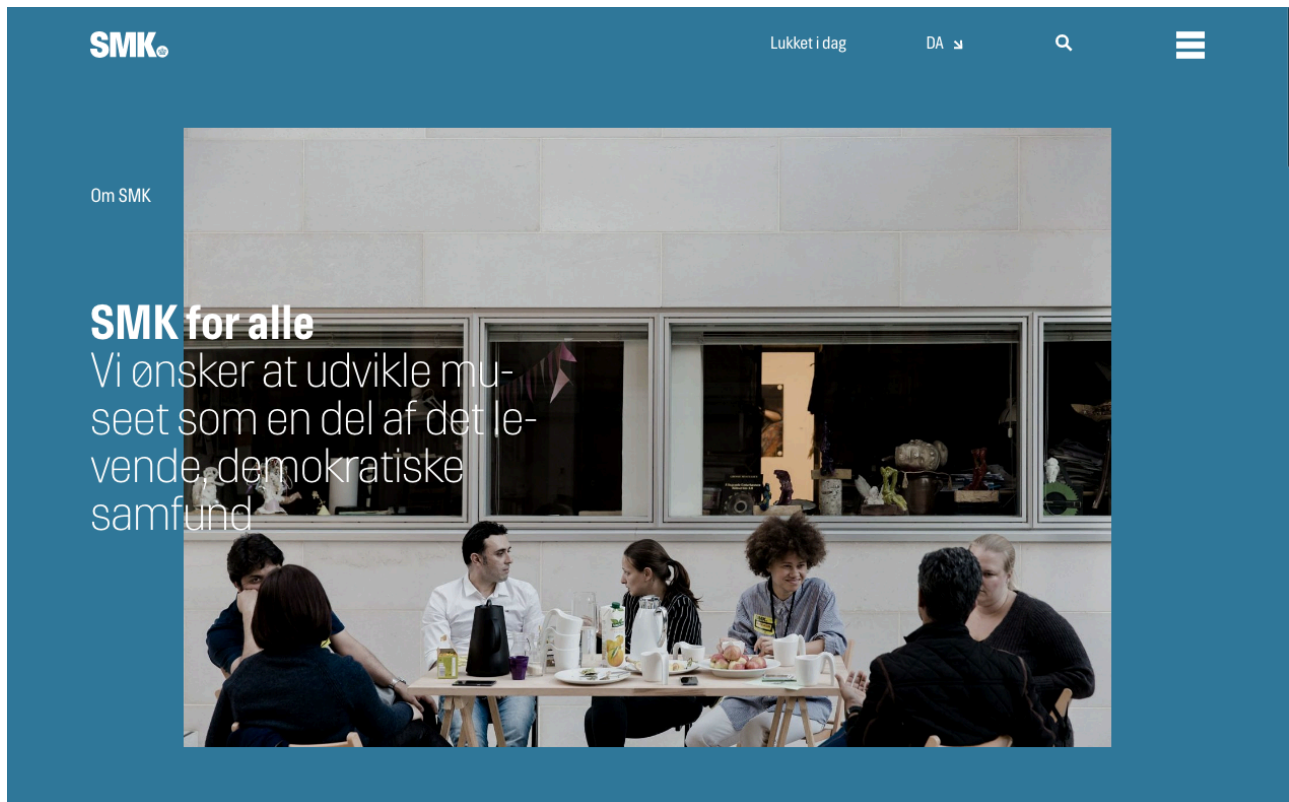 SMK
Lukket i dag
DA
Om SMK
SMK for alle
Vi ønsker at udvikle mu-
seet som en del af det le-
vende, demokratiske
samfund